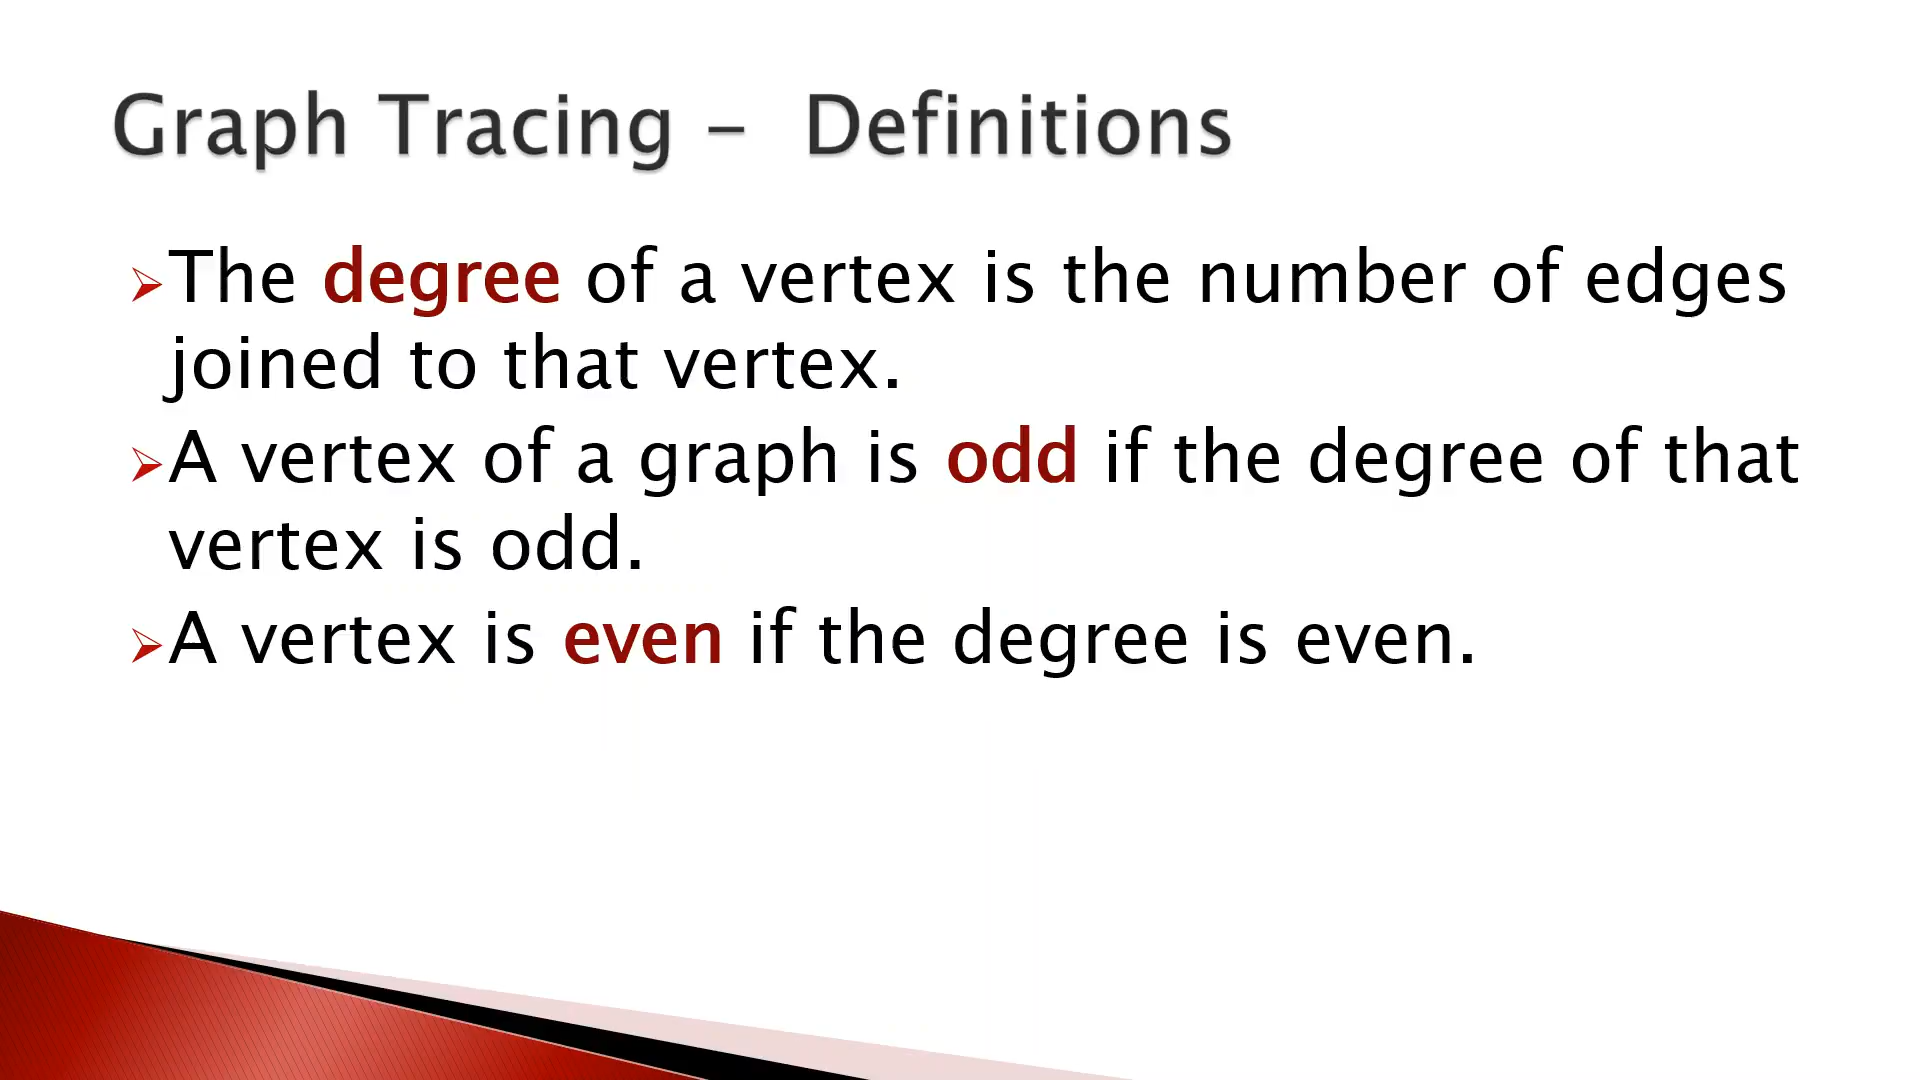 Graph Tracing - Definitions
➢The degree of a vertex is the number of edges
joined to that vertex.
➢A vertex of a graph is odd if the degree of that
vertex is odd.
➢A vertex is even if the degree is even.